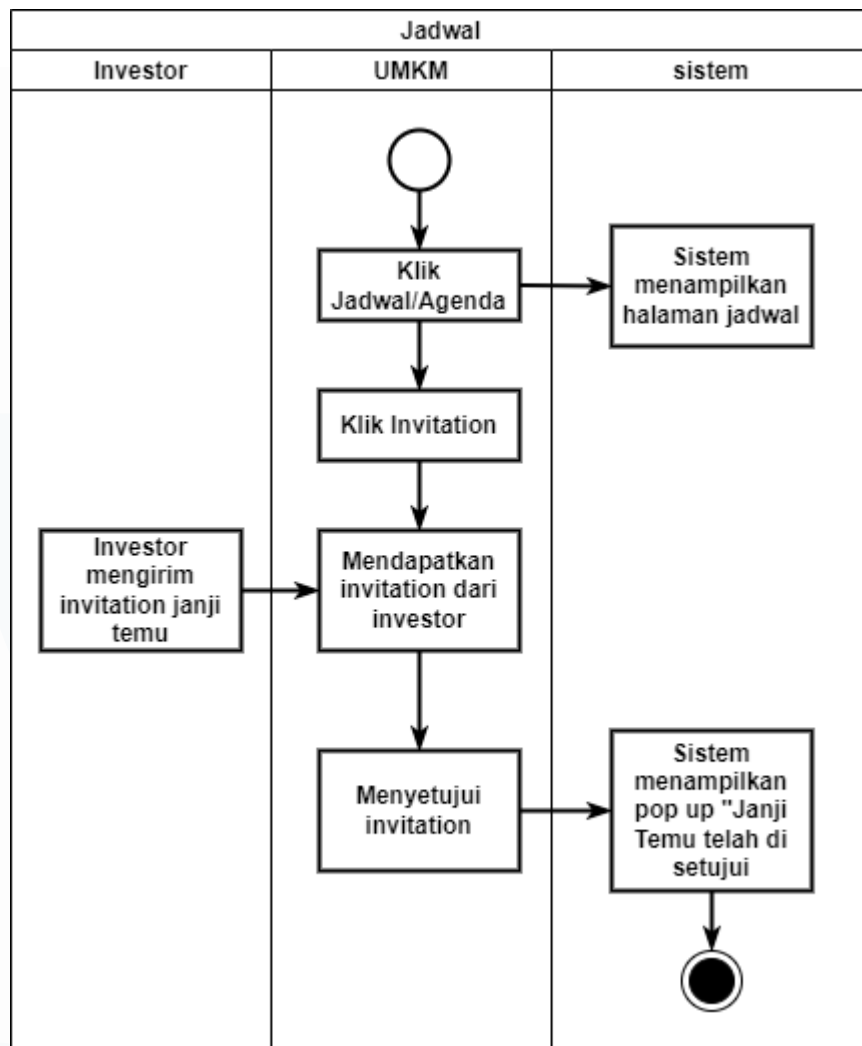 Jadwal
Investor
UMKM
sistem
Klik
Jadwal/Agenda
Sistem
menampilkan
halaman jadwal
Klik Invitation
Investor
mengirim
invitation janji
temu
Mendapatkan
invitation dari
investor
Menyetujui
invitation
Sistem
menampilkan
pop up "Janji
Temu telah di
setujui